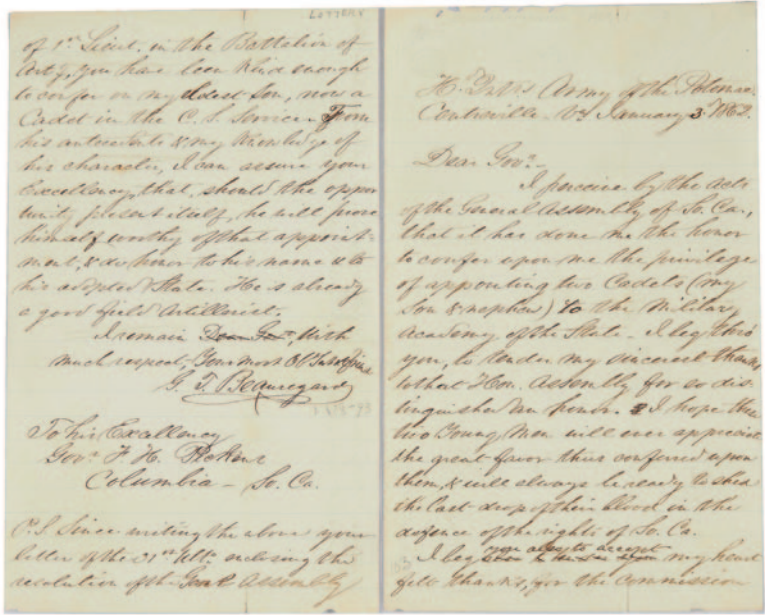 Hd Qrs Army of the Potomac.
Centreville. Va January 3d 1862.
Dear Govr.-
I perceive by the acts
of the General Assembly of So. Ca.,
that it has done me the honor
to confer upon me the privilege
of appointing two Cadets (my
Son & nephew) to the Military
Academy of the State - I beg thro'
you, to tender my sincerest thanks
to that Hon. Assembly for so dis-
tinguished an honor. I hope these
two Young Men will ever appreciate
the great favor thus conferred upon
them, & will always be ready to shed
the last drop of their blood in the
defence of the rights of So. Ca.
I beg you also to accept my heart
felt thanks, for the commission
LOTTERY
of 1st Lieut. in the Battalion of
Arty, you have been kind enough
to confer on my eldest Son, now a
Cadet in the C. S. Service. From
his antecedents & my knowledge of
his character, I can assure your
Excellency, that, should the oppor
tunity present itself, he will prove
himself worthy of that appoint-
ment, & do honor to his name & to
his adopted State. He is already
a good field Artillerist.
I remain Dear Govr, With
much respect, Your most Obt
G. T. Beauregard
To his Excellency
Govr F. H. Pickens
Columbia - So. Ca.
P.S. Since writing the above your
letter of the 31st Ulto. enclosing the
resolution of the Genl Assembly